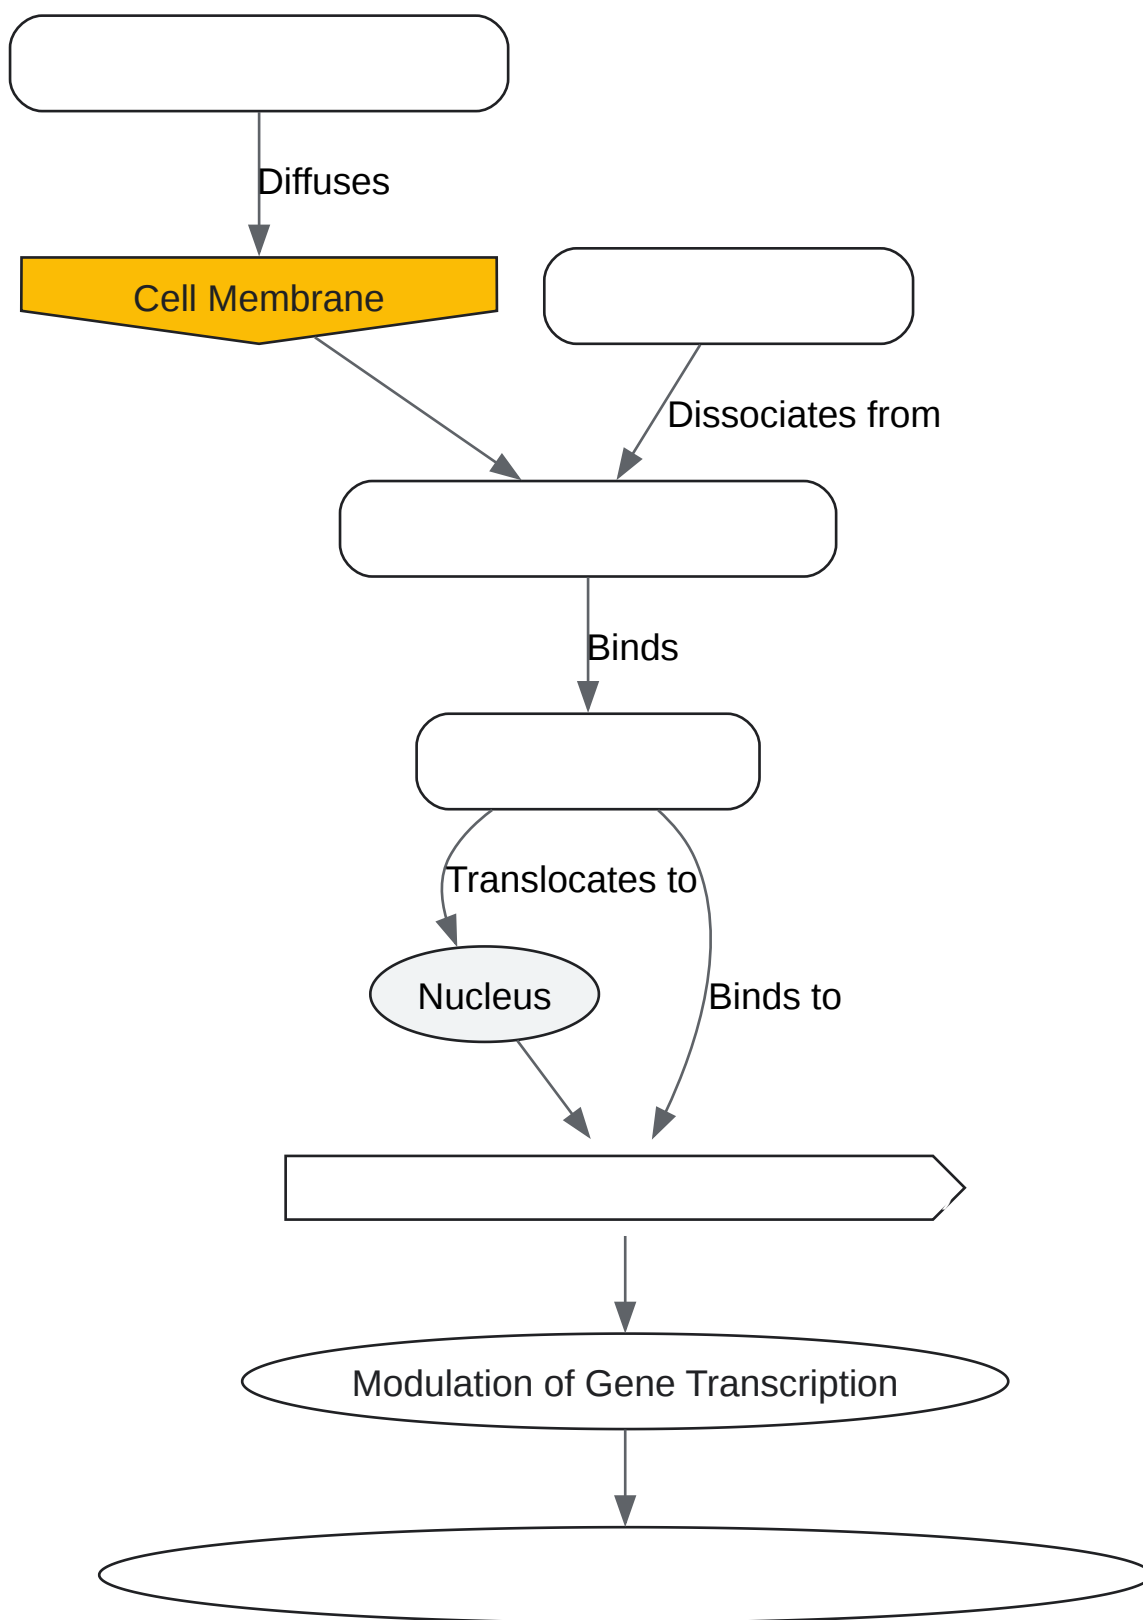 Diffuses
Cell Membrane
Dissociates from
Binds
Translocates to
Nucleus
Binds to
Modulation of Gene Transcription